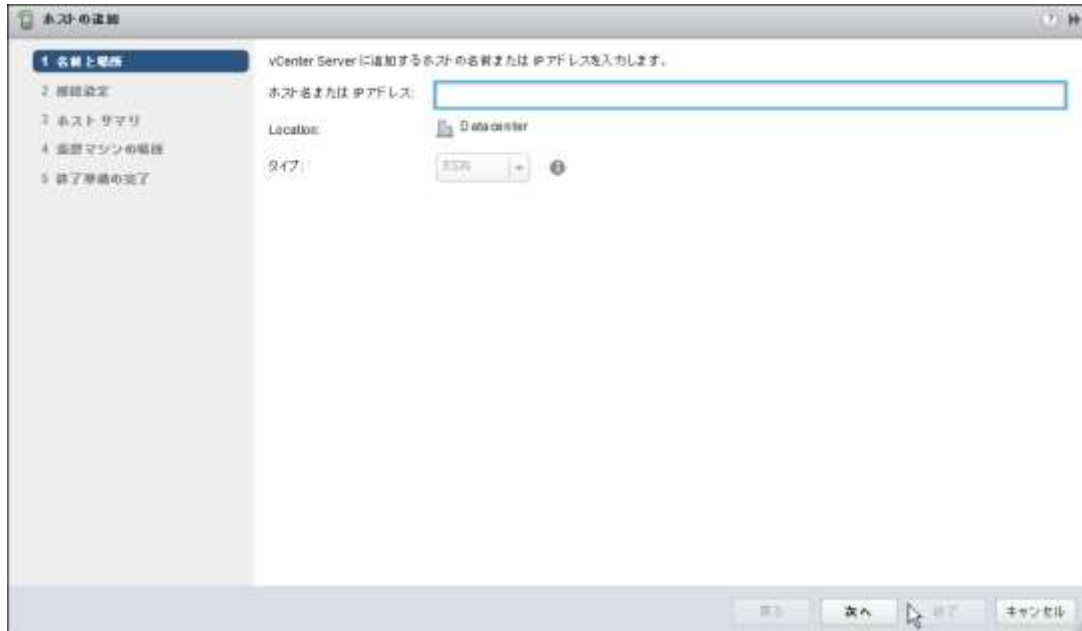 ホストの追加
1 名前と場所
2 接続設定
3 ホスト サマリ
4 仮想マシンの場所
5 終了準備の完了
vCenter Server に追加するホストの名前または IP アドレスを入力します。
ホスト名または IP アドレス:
Location: Datacenter
タイプ: ESXi
戻る 次へ 終了 キャンセル